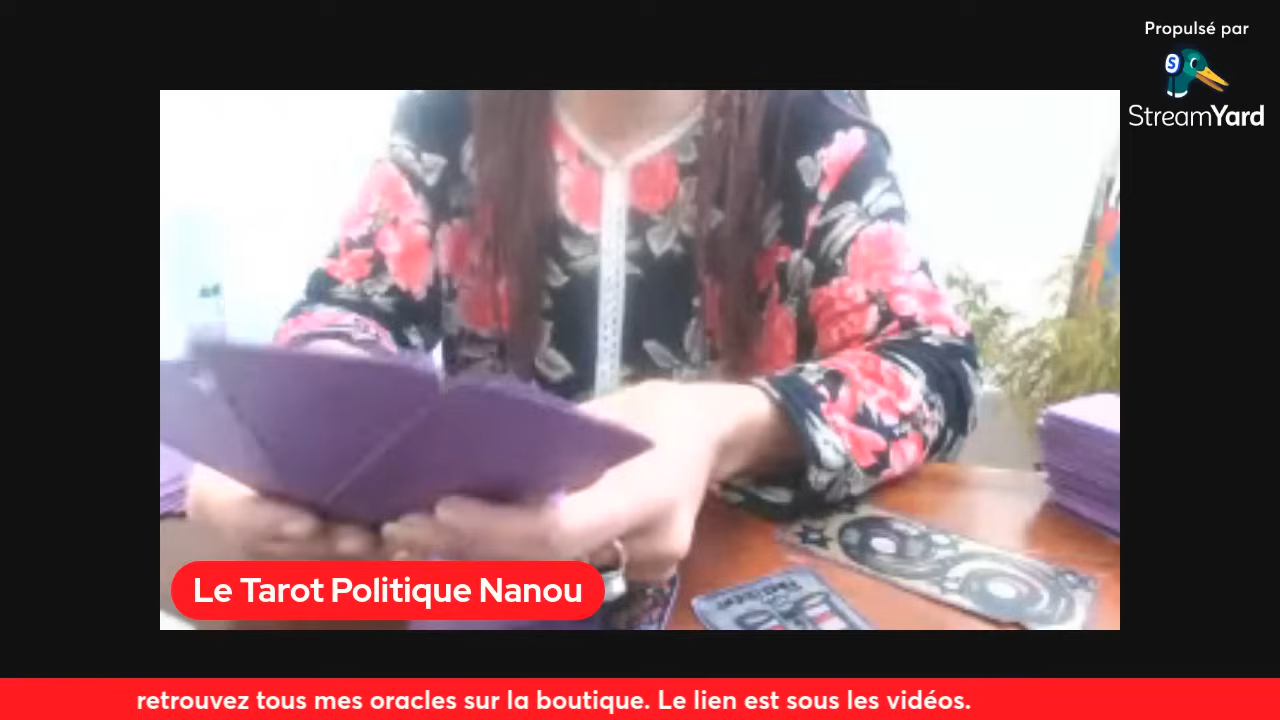 Propulsé par
S
StreamYard
Le Tarot Politique Nanou
retrouvez tous mes oracles sur la boutique. Le lien est sous les vidéos.